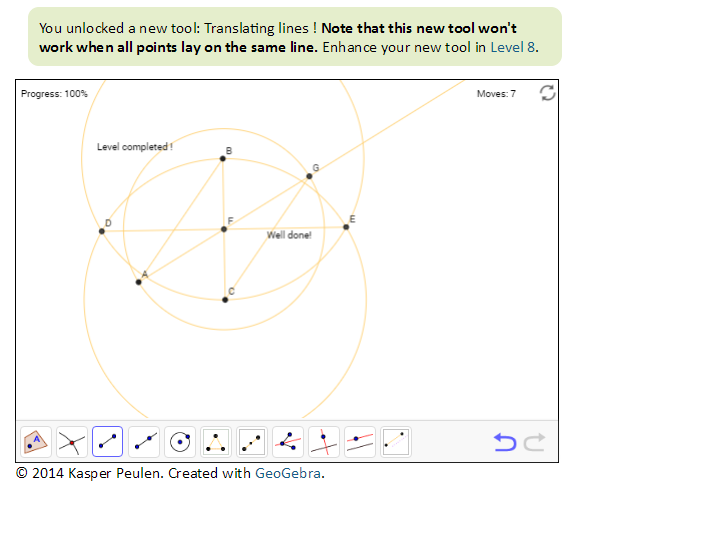 You unlocked a new tool: Translating lines ! Note that this new tool won't
work when all points lay on the same line. Enhance your new tool in Level 8.
Progress: 100%
Moves: 7
Level completed !
B
G
D
F
E
Well done!
A
C
A
© 2014 Kasper Peulen. Created with GeoGebra.